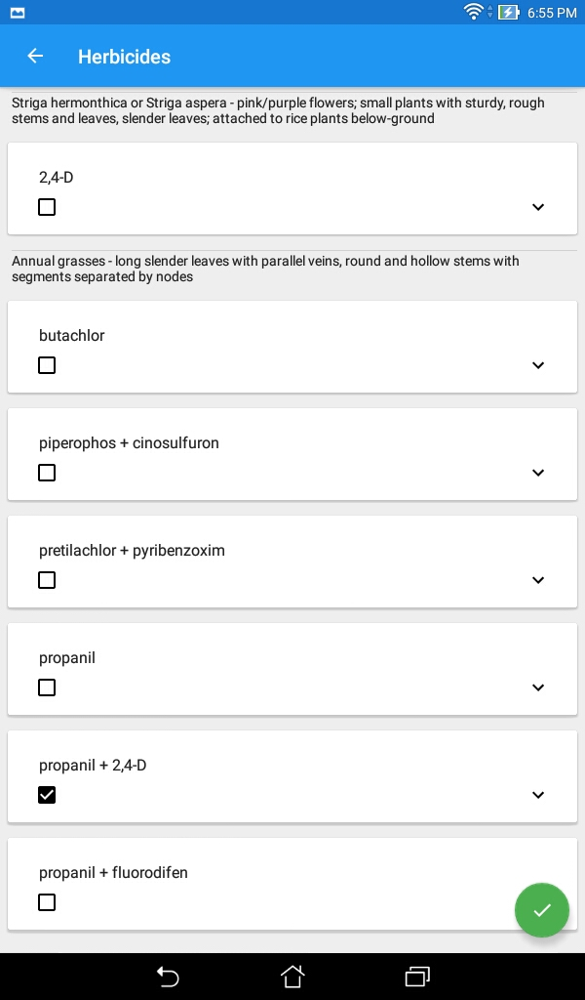 6:55 PM
Herbicides
Striga hermonthica or Striga aspera - pink/purple flowers; small plants with sturdy, rough
stems and leaves, slender leaves; attached to rice plants below-ground
2,4-D
Annual grasses - long slender leaves with parallel veins, round and hollow stems with
segments separated by nodes
butachlor
piperophos + cinosulfuron
pretilachlor + pyribenzoxim
propanil
propanil + 2,4-D
propanil + fluorodifen